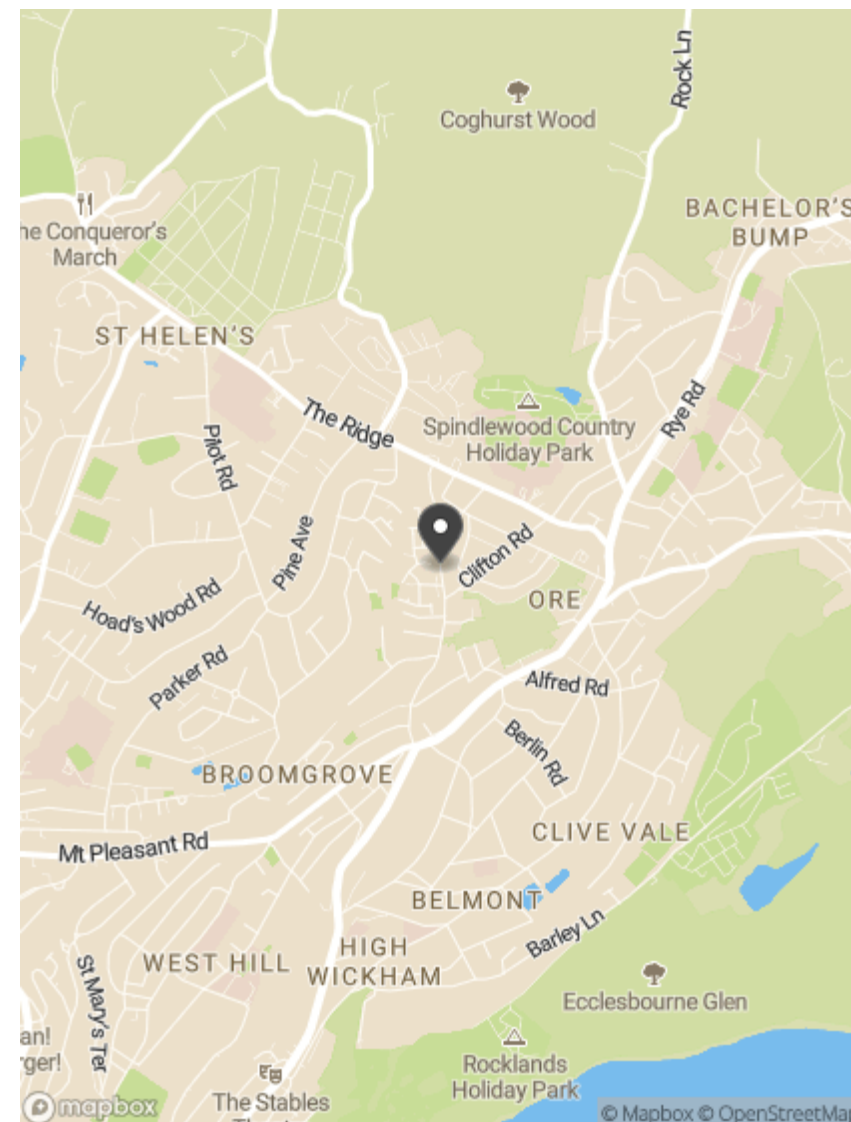 Rock Ln
Coghurst Wood
BACHELOR'S
BUMP
he Conqueror's
March
ST HELEN'S
The Ridge
Spindlewood Country
Holiday Park
Rye Rd
Pilot Rd
Pine Ave
Clifton Rd
ORE
Hoad's Wood Rd
Parker Rd
Alfred Rd
Berlin Rd
BROOMGROVE
CLIVE VALE
Mt Pleasant Rd
BELMONT
Barley Ln
WEST HILL
HIGH
WICKHAM
St Mary's Ter
Ecclesbourne Glen
an!
rger!
Rocklands
Holiday Park
The Stables
mapbox
© Mapbox © OpenStreetMap